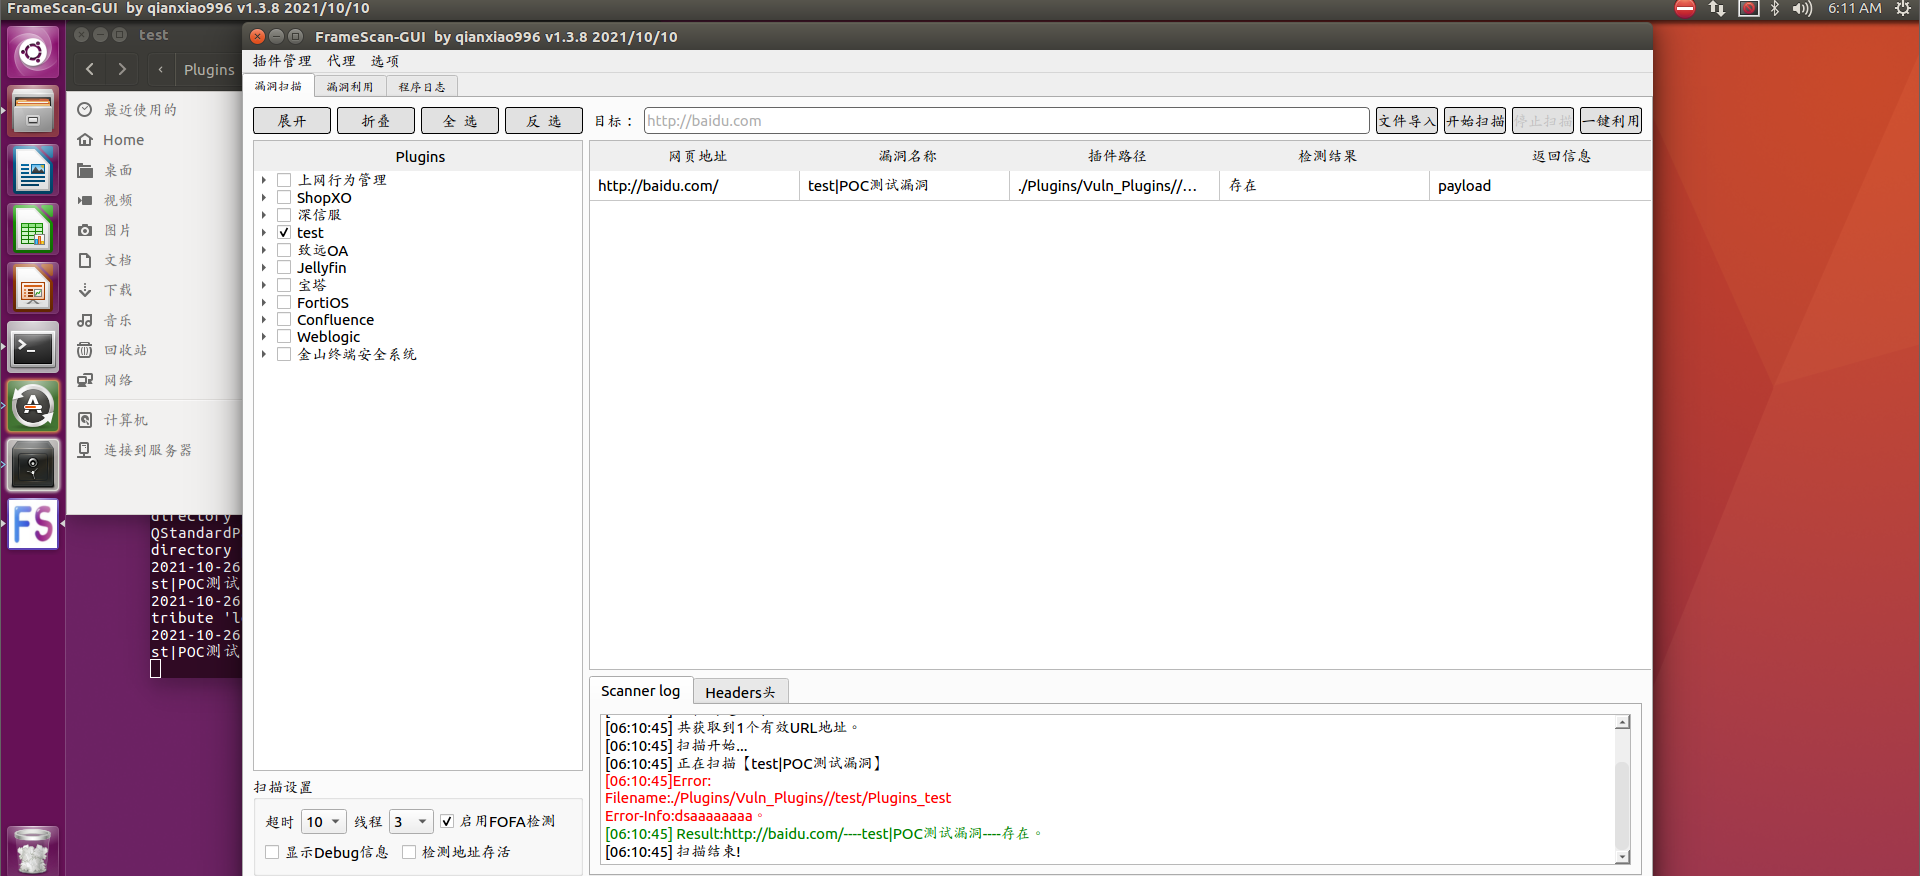 FrameScan-GUI by qianxiao996 v1.3.8 2021/10/10
6:11 AM
test
Plugins
最近使用的
Home
桌面
视频
图片
文档
下载
音乐
回收站
网络
计算机
连接到服务器
directory
QStandardP
directory
2021-10-26
st|POC测试
2021-10-26
tribute 'l
2021-10-26
st|POC测试
FS
FrameScan-GUI by qianxiao996 v1.3.8 2021/10/10
插件管理 代理 选项
漏洞扫描 漏洞利用 程序日志
展开 折叠 全 选 反 选 目标： http://baidu.com 文件导入 开始扫描 停止扫描 一键利用
Plugins
上网行为管理
ShopXO
深信服
test
致远OA
Jellyfin
宝塔
FortiOS
Confluence
Weblogic
金山终端安全系统
网页地址 漏洞名称 插件路径 检测结果 返回信息
http://baidu.com/ test|POC测试漏洞 ./Plugins/Vuln_Plugins//... 存在 payload
扫描设置
超时 10 线程 3 启用FOFA检测
显示Debug信息 检测地址存活
Scanner log Headers头
[06:10:45] 共获取到1个有效URL地址。
[06:10:45] 扫描开始...
[06:10:45] 正在扫描【test|POC测试漏洞】
[06:10:45]Error:
Filename:./Plugins/Vuln_Plugins//test/Plugins_test
Error-Info:dsaaaaaaaa。
[06:10:45] Result:http://baidu.com/----test|POC测试漏洞----存在。
[06:10:45] 扫描结束!